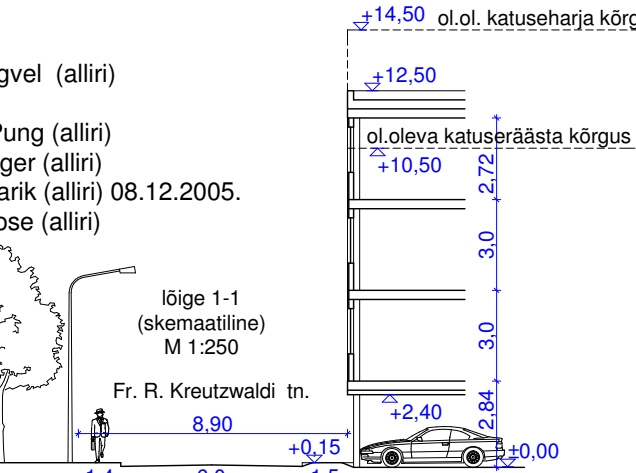 +14,50 ol.ol. katuseharja kõrg
gvel (alliri)
+12,50
Pung (alliri)
ol.oleva katuseräästa kõrgus
ger (alliri)
+10,50
2,72
arik (alliri) 08.12.2005.
ose (alliri)
3,0
lõige 1-1
(skemaatiline)
M 1:250
3,0
Fr. R. Kreutzwaldi tn.
+2,40
2,84
8,90
+0,15
±0,00